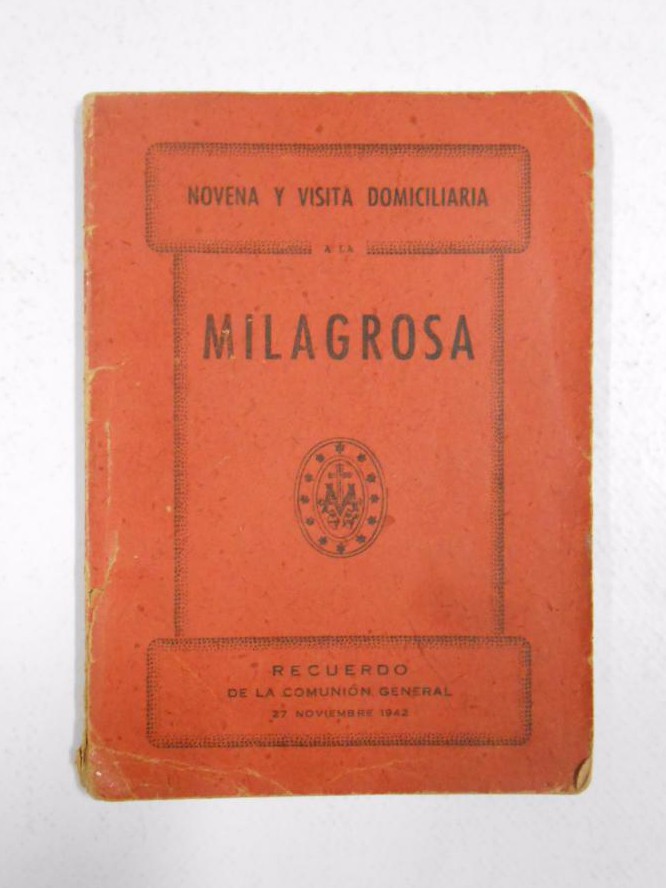 NOVENA Y VISITA DOMICILIARIA
A LA
MILAGROSA
RECUERDO
DE LA COMUNIÓN GENERAL
27 NOVIEMBRE 1942